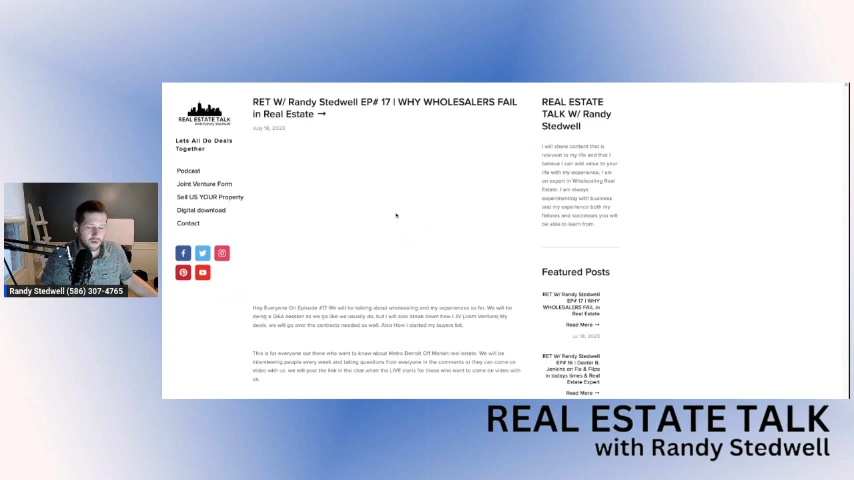 REAL ESTATE TALK
with Randy Stedwell
Lets All Do Deals
Together
Podcast
Joint Venture Form
Sell US YOUR Property
Digital download
Contact
RET W/ Randy Stedwell EP# 17 | WHY WHOLESALERS FAIL
in Real Estate →
July 18, 2023
Hey Everyone On Episode #17 We will be talking about wholesaling and my experiences so far. We will be
doing a Q&A session as we go like we usually do, but I will also break down how I JV (Joint Venture) My
deals. we will go over the contracts needed as well. Also How I started my buyers list.
This is for everyone out there who want to know about Metro Detroit Off Market real estate. We will be
interviewing people every week and taking questions from everyone in the comments or they can come on
video with us. we will post the link in the chat when the LIVE starts for those who want to come on video with
us.
REAL ESTATE
TALK W/ Randy
Stedwell
I will share content that is
relevant to my life and that I
believe I can add value to your
life with my experience. I am
an expert in Wholesaling Real
Estate. I am always
experimenting with business
and my experience both my
failures and successes you will
be able to learn from.
Featured Posts
RET W/ Randy Stedwell
EP# 17 | WHY
WHOLESALERS FAIL in
Real Estate
Read More →
Jul 18, 2023
RET W/ Randy Stedwell
EP# 16 | Dexter B.
Jenkins on Fix & Flips
in todays times & Real
Estate Expert
Read More →
Randy Stedwell (586) 307-4765
REAL ESTATE TALK
with Randy Stedwell